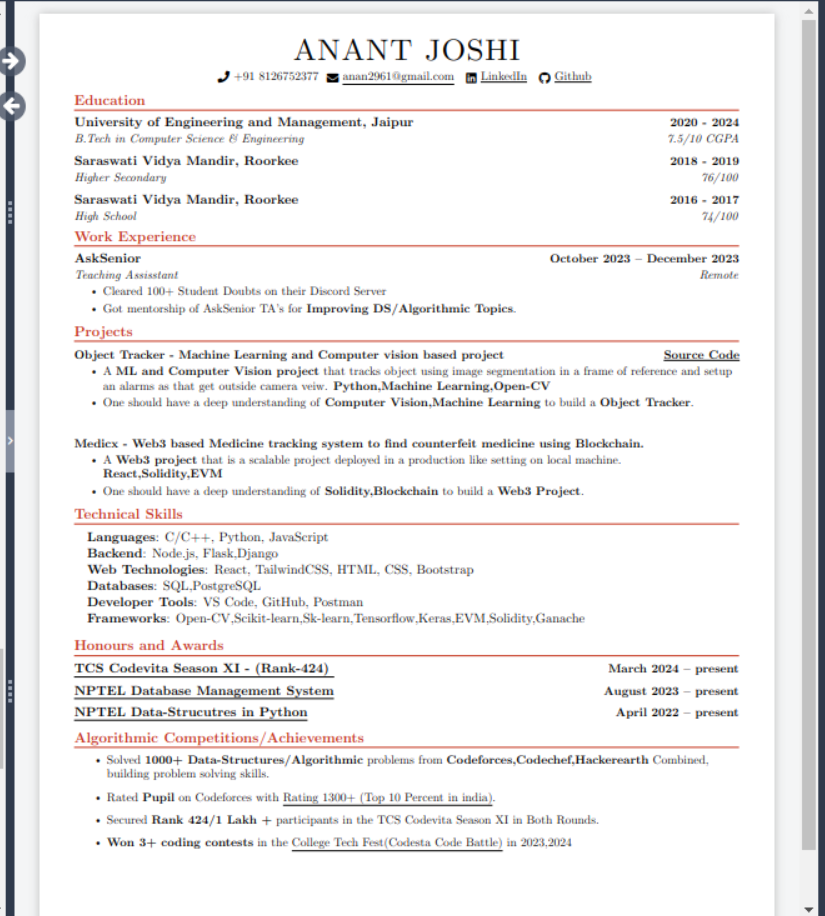 ANANT JOSHI
+91 8126752377 anan2961@gmail.com LinkedIn Github
Education
University of Engineering and Management, Jaipur 2020 - 2024
B.Tech in Computer Science & Engineering 7.5/10 CGPA
Saraswati Vidya Mandir, Roorkee 2018 - 2019
Higher Secondary 76/100
Saraswati Vidya Mandir, Roorkee 2016 - 2017
High School 74/100
Work Experience
AskSenior October 2023 – December 2023
Teaching Assisstant Remote
• Cleared 100+ Student Doubts on their Discord Server
• Got mentorship of AskSenior TA's for Improving DS/Algorithmic Topics.
Projects
Object Tracker - Machine Learning and Computer vision based project Source Code
• A ML and Computer Vision project that tracks object using image segmentation in a frame of reference and setup
an alarms as that get outside camera veiw. Python,Machine Learning,Open-CV
• One should have a deep understanding of Computer Vision,Machine Learning to build a Object Tracker.
Medicx - Web3 based Medicine tracking system to find counterfeit medicine using Blockchain.
• A Web3 project that is a scalable project deployed in a production like setting on local machine.
React,Solidity,EVM
• One should have a deep understanding of Solidity,Blockchain to build a Web3 Project.
Technical Skills
Languages: C/C++, Python, JavaScript
Backend: Node.js, Flask,Django
Web Technologies: React, TailwindCSS, HTML, CSS, Bootstrap
Databases: SQL,PostgreSQL
Developer Tools: VS Code, GitHub, Postman
Frameworks: Open-CV,Scikit-learn,Sk-learn,Tensorflow,Keras,EVM,Solidity,Ganache
Honours and Awards
TCS Codevita Season XI - (Rank-424) March 2024 – present
NPTEL Database Management System August 2023 – present
NPTEL Data-Strucutres in Python April 2022 – present
Algorithmic Competitions/Achievements
• Solved 1000+ Data-Structures/Algorithmic problems from Codeforces,Codechef,Hackerearth Combined,
building problem solving skills.
• Rated Pupil on Codeforces with Rating 1300+ (Top 10 Percent in india).
• Secured Rank 424/1 Lakh + participants in the TCS Codevita Season XI in Both Rounds.
• Won 3+ coding contests in the College Tech Fest(Codesta Code Battle) in 2023,2024